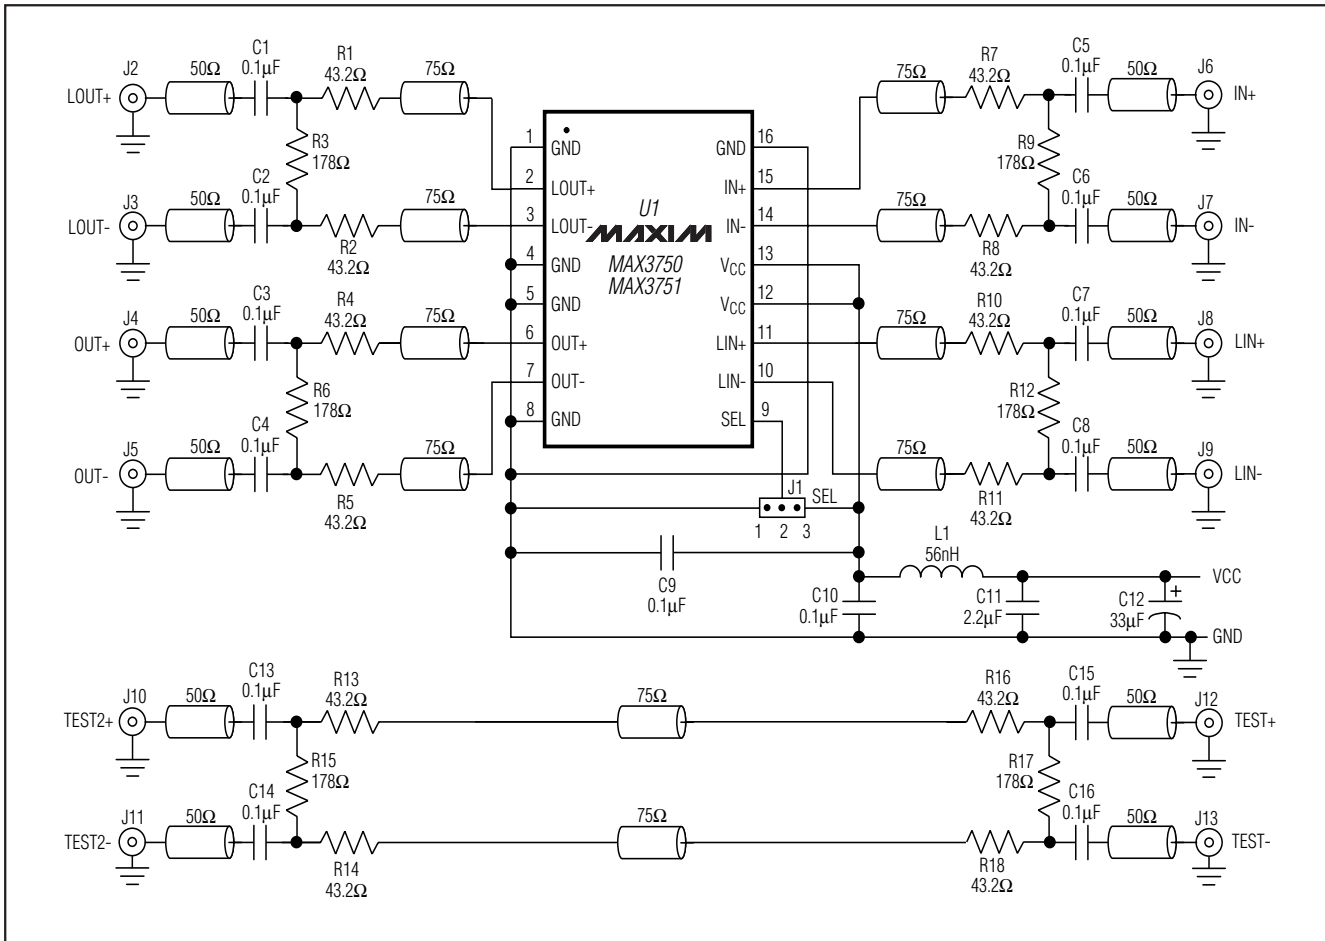 J2
LOUT+
50Ω
C1
0.1µF
R1
43.2Ω
75Ω
R3
178Ω
J3
LOUT-
50Ω
C2
0.1µF
R2
43.2Ω
75Ω
J4
OUT+
50Ω
C3
0.1µF
R4
43.2Ω
75Ω
R6
178Ω
J5
OUT-
50Ω
C4
0.1µF
R5
43.2Ω
75Ω
1
GND
2
LOUT+
3
LOUT-
4
GND
5
GND
6
OUT+
7
OUT-
8
GND
U1
MAXIM
MAX3750
MAX3751
16
GND
15
IN+
14
IN-
13
VCC
12
VCC
11
LIN+
10
LIN-
9
SEL
75Ω
R7
43.2Ω
C5
0.1µF
50Ω
J6
IN+
R9
178Ω
75Ω
R8
43.2Ω
C6
0.1µF
50Ω
J7
IN-
75Ω
R10
43.2Ω
C7
0.1µF
50Ω
J8
LIN+
R12
178Ω
75Ω
R11
43.2Ω
C8
0.1µF
50Ω
J9
LIN-
J1
SEL
1 2 3
C9
0.1µF
L1
56nH
VCC
C10
0.1µF
C11
2.2µF
C12
33µF
+
GND
J10
TEST2+
50Ω
C13
0.1µF
R13
43.2Ω
75Ω
R16
43.2Ω
C15
0.1µF
50Ω
J12
TEST+
R15
178Ω
R17
178Ω
J11
TEST2-
50Ω
C14
0.1µF
R14
43.2Ω
75Ω
R18
43.2Ω
C16
0.1µF
50Ω
J13
TEST-